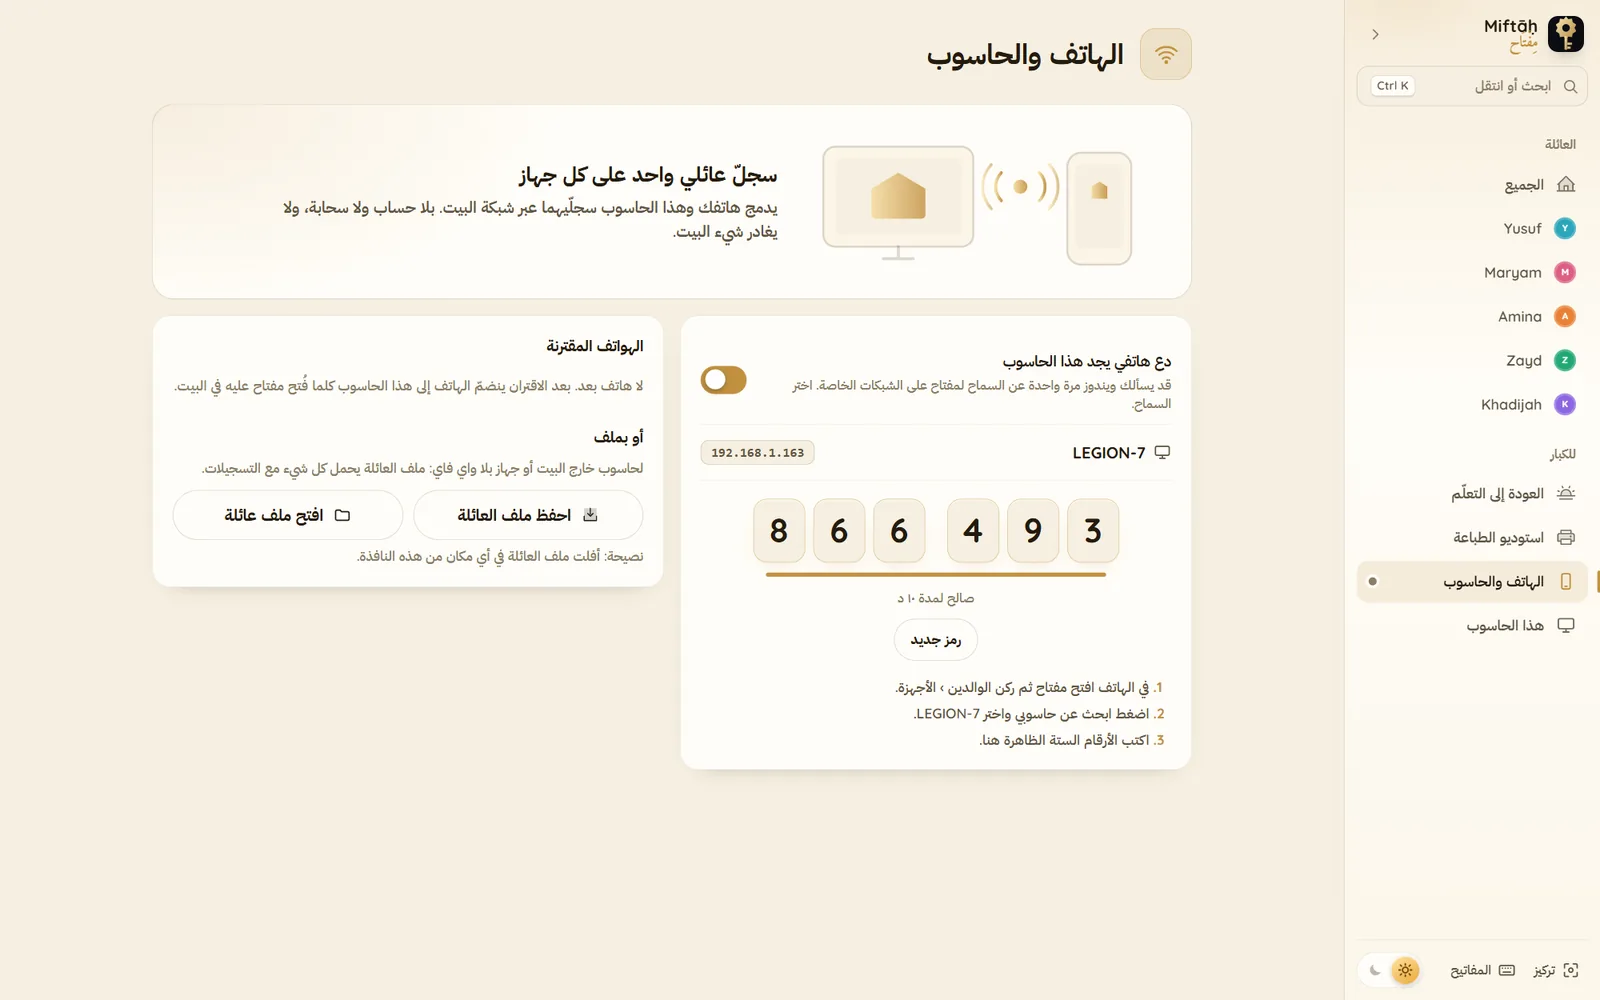 Miftāḥ
مِفتاح
ابحث أو انتقل
Ctrl K
العائلة
الجميع
Y Yusuf
M Maryam
A Amina
Z Zayd
K Khadijah
للكبار
العودة إلى التعلّم
استوديو الطباعة
الهاتف والحاسوب
هذا الحاسوب
تركيز
المفاتيح
الهاتف والحاسوب
سجلّ عائلي واحد على كل جهاز
يدمج هاتفك وهذا الحاسوب سجلّيهما عبر شبكة البيت. بلا حساب ولا سحابة، ولا
يغادر شيء البيت.
دع هاتفي يجد هذا الحاسوب
قد يسألك ويندوز مرة واحدة عن السماح لمفتاح على الشبكات الخاصة. اختر
السماح.
LEGION-7
192.168.1.163
8 6 6 4 9 3
صالح لمدة ١٠ د
رمز جديد
1. في الهاتف افتح مفتاح ثم ركن الوالدين › الأجهزة.
2. اضغط ابحث عن حاسوبي واختر LEGION-7.
3. اكتب الأرقام الستة الظاهرة هنا.
الهواتف المقترنة
لا هاتف بعد. بعد الاقتران ينضمّ الهاتف إلى هذا الحاسوب كلما فُتح مفتاح عليه في البيت.
أو بملف
لحاسوب خارج البيت أو جهاز بلا واي فاي: ملف العائلة يحمل كل شيء مع التسجيلات.
احفظ ملف العائلة
افتح ملف عائلة
نصيحة: أفلت ملف العائلة في أي مكان من هذه النافذة.